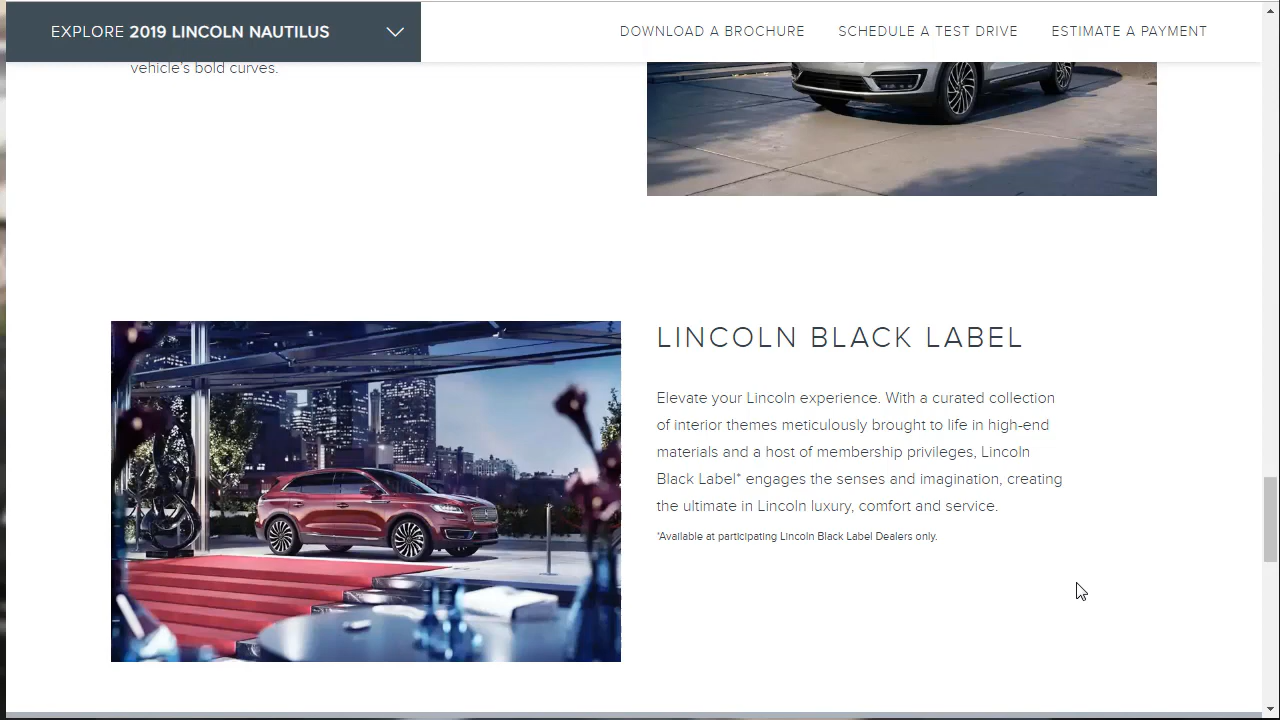 EXPLORE 2019 LINCOLN NAUTILUS
DOWNLOAD A BROCHURE
SCHEDULE A TEST DRIVE
ESTIMATE A PAYMENT
vehicle's bold curves.
LINCOLN BLACK LABEL
Elevate your Lincoln experience. With a curated collection
of interior themes meticulously brought to life in high-end
materials and a host of membership privileges, Lincoln
Black Label* engages the senses and imagination, creating
the ultimate in Lincoln luxury, comfort and service.
*Available at participating Lincoln Black Label Dealers only.